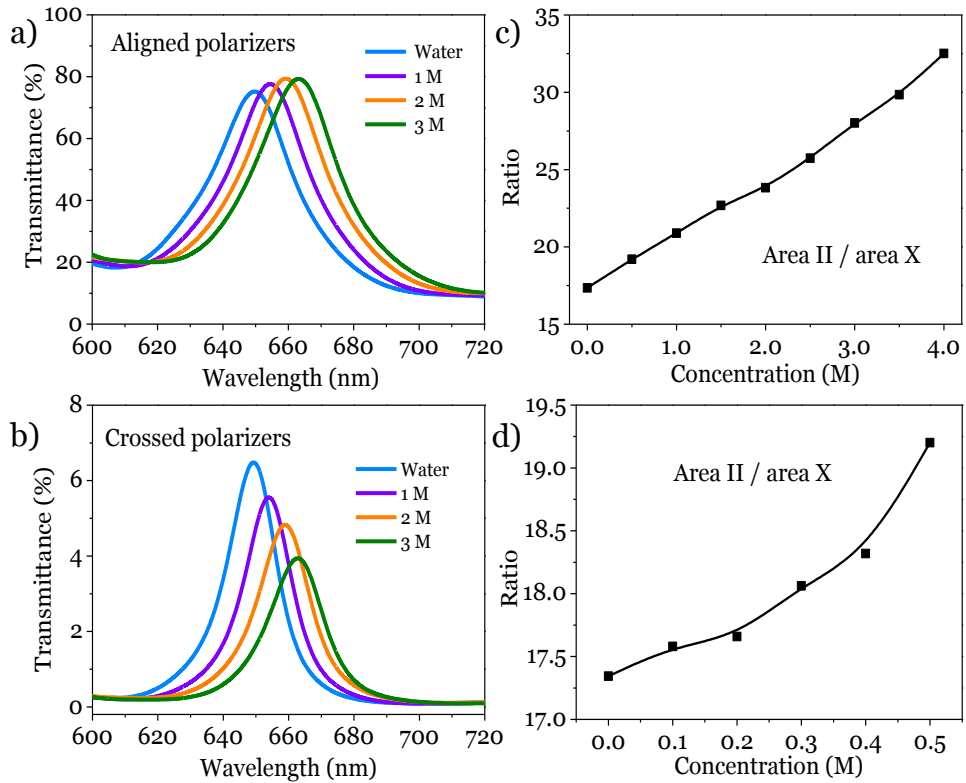 a)
Aligned polarizers
Water
1 M
2 M
3 M
Transmittance (%)
100
80
60
40
20
0
600 620 640 660 680 700 720
Wavelength (nm)
c)
Ratio
35
30
25
20
15
Area II / area X
0.0 1.0 2.0 3.0 4.0
Concentration (M)
b)
Crossed polarizers
Water
1 M
2 M
3 M
Transmittance (%)
8
6
4
2
0
600 620 640 660 680 700 720
Wavelength (nm)
d)
Ratio
19.5
19.0
18.5
18.0
17.5
17.0
Area II / area X
0.0 0.1 0.2 0.3 0.4 0.5
Concentration (M)